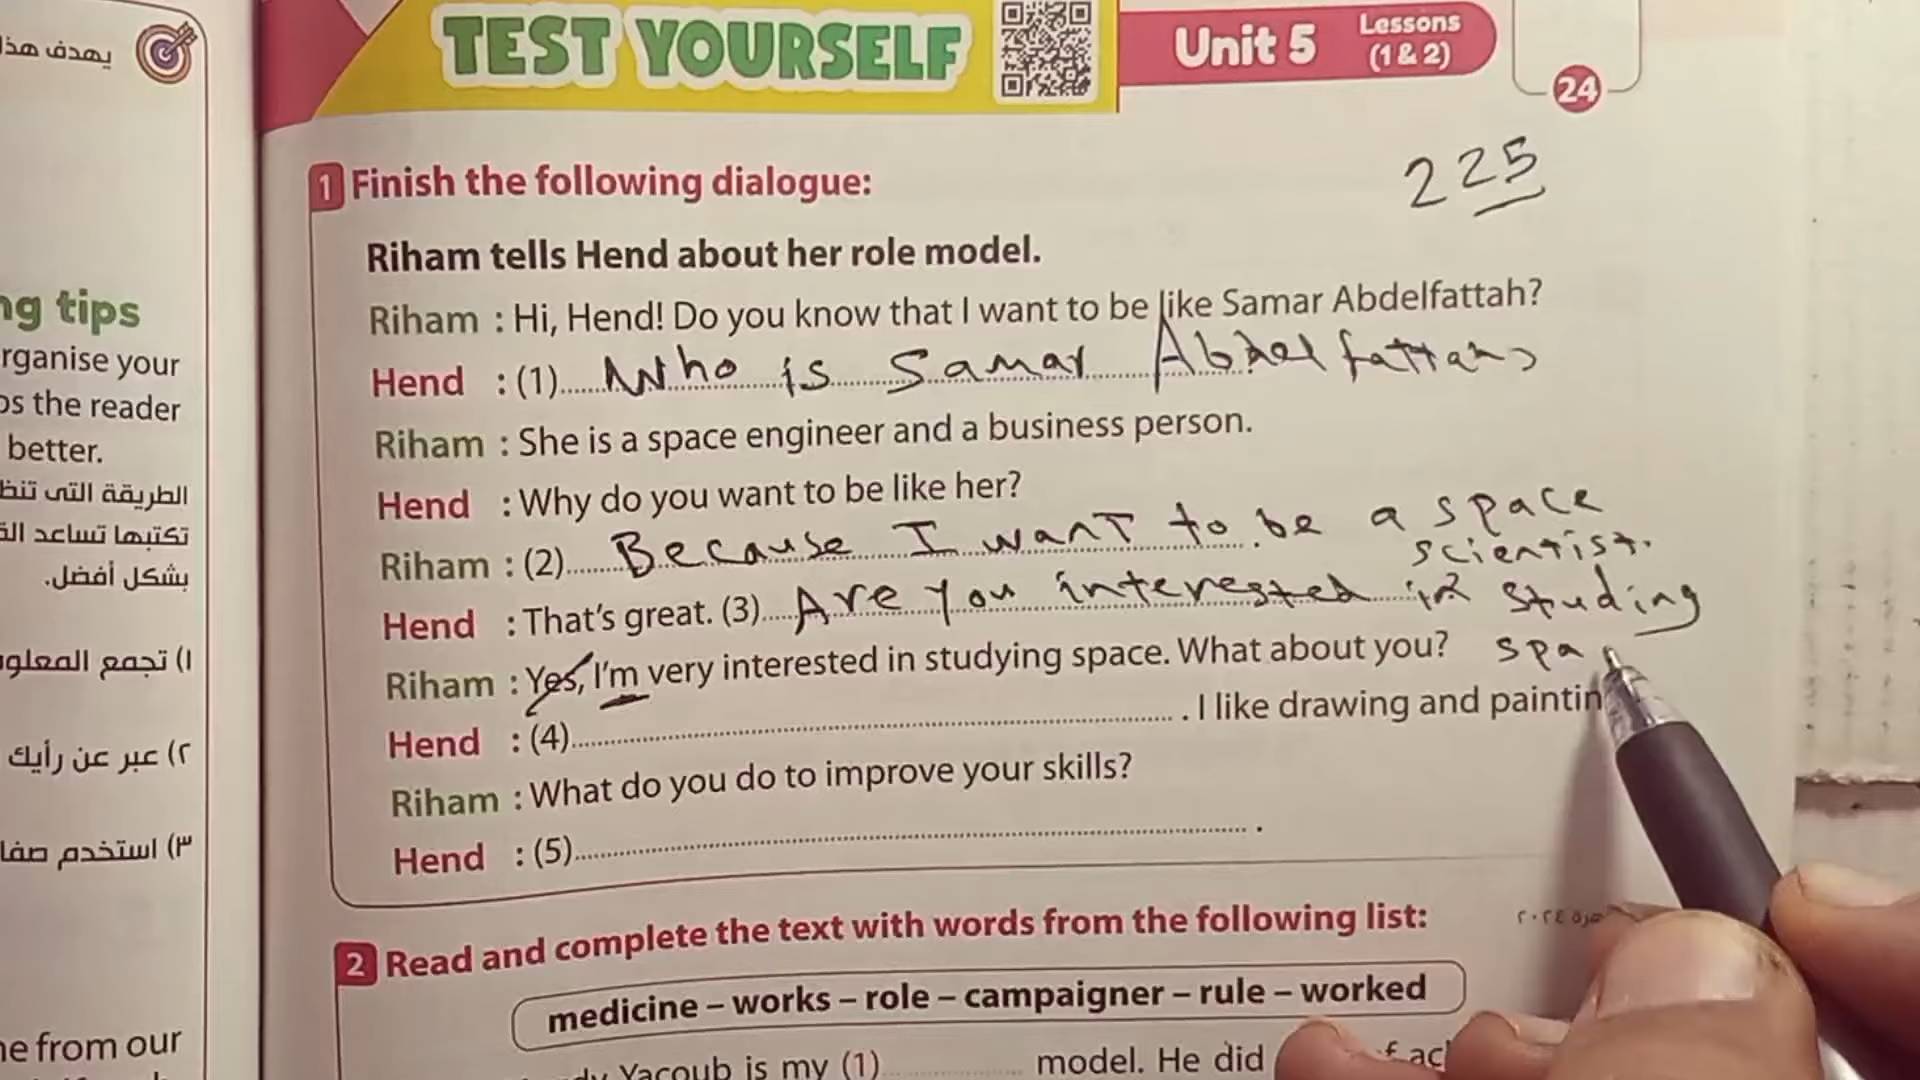 TEST YOURSELF
Unit 5
Lessons
(1 & 2)
24
225
1 Finish the following dialogue:
Riham tells Hend about her role model.
Riham : Hi, Hend! Do you know that I want to be like Samar Abdelfattah?
Hend : (1) Who is Samar
Riham : She is a space engineer and a business person.
Hend : Why do you want to be like her?
Riham : (2) Because I want to be a space
scientist.
Hend : That's great. (3) Are you interested in studing
spa
Riham : Yes, I'm very interested in studying space. What about you?
Hend : (4) . I like drawing and paintin
Riham : What do you do to improve your skills?
Hend : (5) .
2 Read and complete the text with words from the following list:
medicine – works – role – campaigner – rule – worked
Yacoub is my (1) model. He did
يهدف هذا
ng tips
rganise your
ps the reader
better.
الطريقة التى
تكتبها تساعد
بشكل أفضل.
١) تجمع
٢) عبر عن رأيك
٣) استخدم
e from our